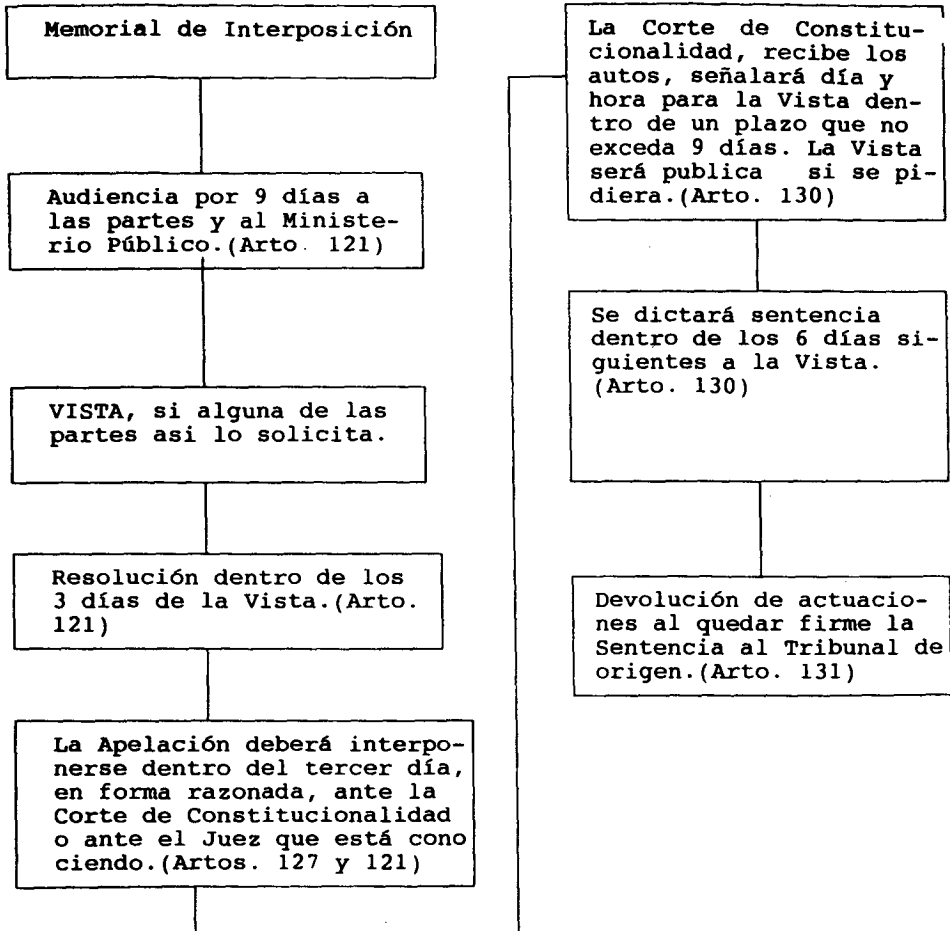 Memorial de Interposición
Audiencia por 9 días a
las partes y al Ministe-
rio Público.(Arto. 121)
VISTA, si alguna de las
partes asi lo solicita.
Resolución dentro de los
3 días de la Vista.(Arto.
121)
La Apelación deberá interpo-
nerse dentro del tercer día,
en forma razonada, ante la
Corte de Constitucionalidad
o ante el Juez que está cono
ciendo.(Artos. 127 y 121)
La Corte de Constitu-
cionalidad, recibe los
autos, señalará día y
hora para la Vista den-
tro de un plazo que no
exceda 9 días. La Vista
será publica si se pi-
diera.(Arto. 130)
Se dictará sentencia
dentro de los 6 días si-
guientes a la Vista.
(Arto. 130)
Devolución de actuacio-
nes al quedar firme la
Sentencia al Tribunal de
origen.(Arto. 131)